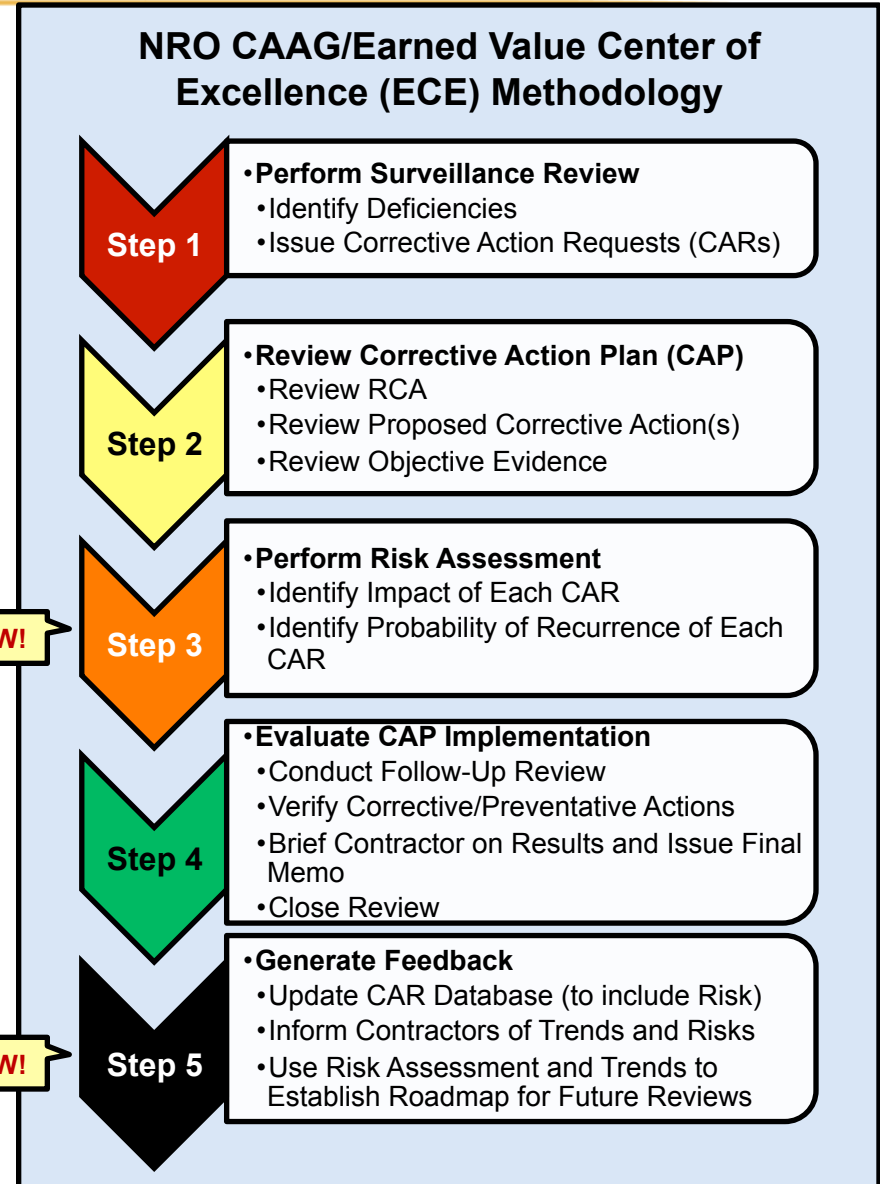 NRO CAAG/Earned Value Center of
Excellence (ECE) Methodology
Step 1
•Perform Surveillance Review
•Identify Deficiencies
•Issue Corrective Action Requests (CARs)
Step 2
•Review Corrective Action Plan (CAP)
•Review RCA
•Review Proposed Corrective Action(s)
•Review Objective Evidence
W!
Step 3
•Perform Risk Assessment
•Identify Impact of Each CAR
•Identify Probability of Recurrence of Each
CAR
Step 4
•Evaluate CAP Implementation
•Conduct Follow-Up Review
•Verify Corrective/Preventative Actions
•Brief Contractor on Results and Issue Final
Memo
•Close Review
W!
Step 5
•Generate Feedback
•Update CAR Database (to include Risk)
•Inform Contractors of Trends and Risks
•Use Risk Assessment and Trends to
Establish Roadmap for Future Reviews